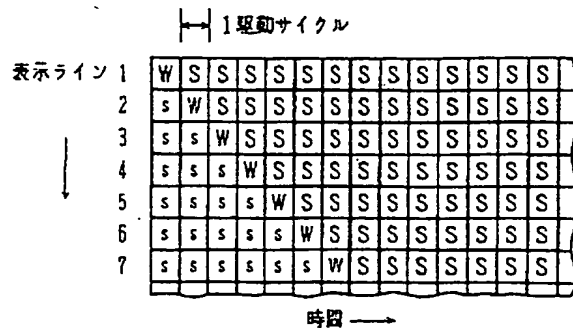 1駆動サイクル
表示ライン 1 W S S S S S S S S S S S S S
2 s W S S S S S S S S S S S S
3 s s W S S S S S S S S S S S
4 s s s W S S S S S S S S S S
5 s s s s W S S S S S S S S S
6 s s s s s W S S S S S S S S
7 s s s s s s W S S S S S S S
時間